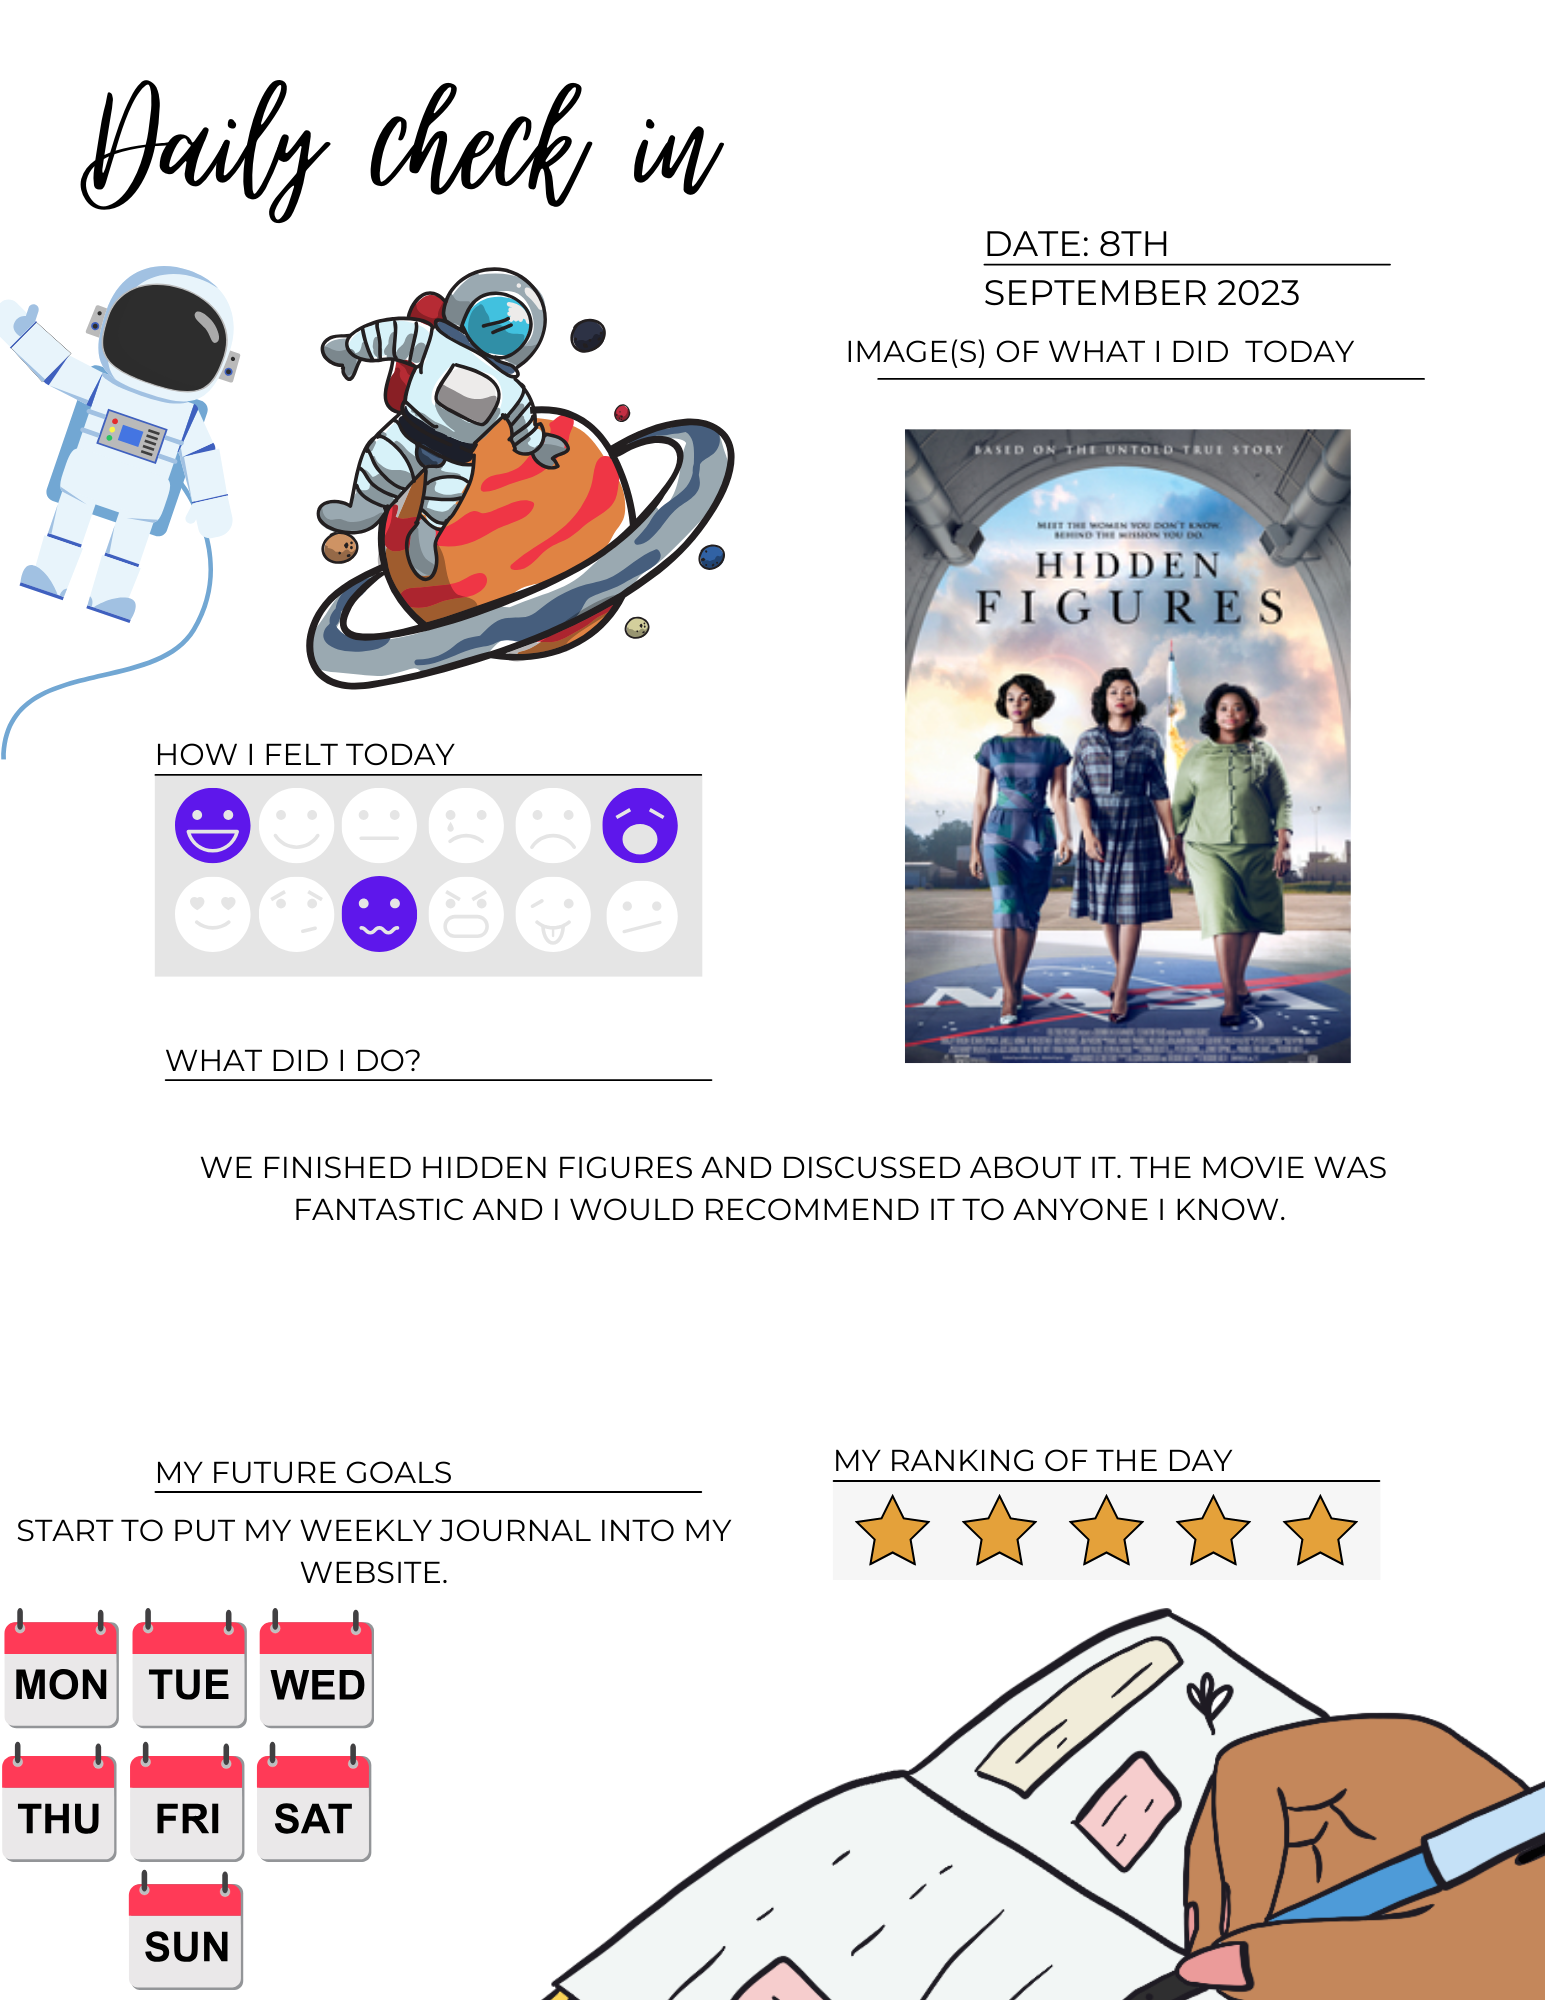 Daily check in
DATE: 8TH
SEPTEMBER 2023
IMAGE(S) OF WHAT I DID TODAY
BASED ON THE UNTOLD TRUE STORY
MEET THE WOMEN YOU DON'T KNOW,
BEHIND THE MISSION YOU DO.
HIDDEN
FIGURES
NASA
HOW I FELT TODAY
WHAT DID I DO?
WE FINISHED HIDDEN FIGURES AND DISCUSSED ABOUT IT. THE MOVIE WAS
FANTASTIC AND I WOULD RECOMMEND IT TO ANYONE I KNOW.
MY FUTURE GOALS
START TO PUT MY WEEKLY JOURNAL INTO MY
WEBSITE.
MON TUE WED
THU FRI SAT
SUN
MY RANKING OF THE DAY